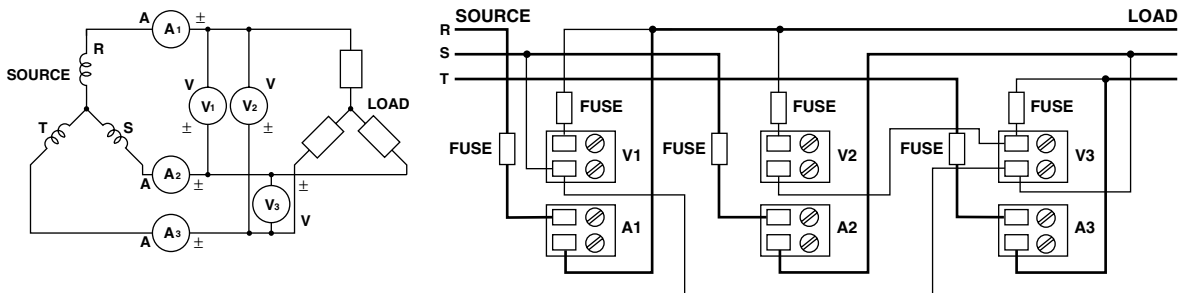 A A1 ±
R
SOURCE
V V
V1 V2
± ±
LOAD
T S
A A2 ±
±
V3
V
A A3 ±
SOURCE LOAD
R
S
T
FUSE FUSE FUSE
FUSE V1 FUSE V2 FUSE V3
A1 A2 A3